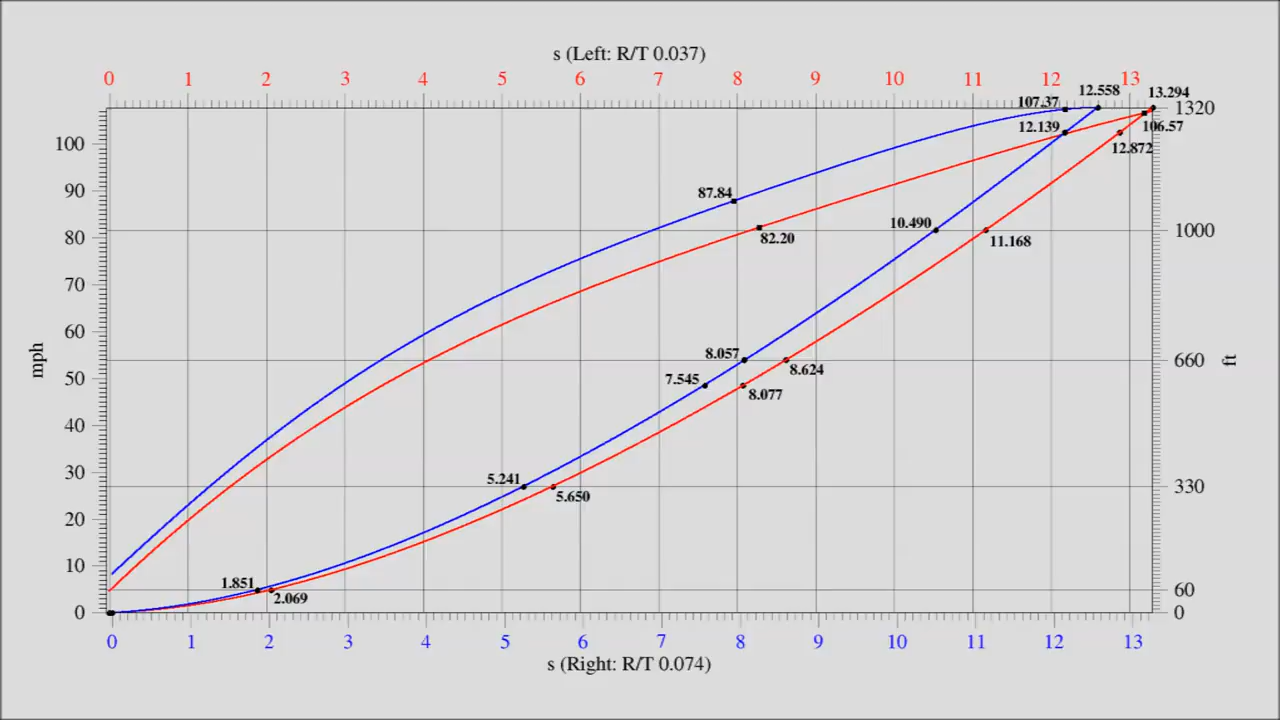 s (Left: R/T 0.037)
0 1 2 3 4 5 6 7 8 9 10 11 12 13
12.558 13.294
107.37 1320
106.57
12.139
100 12.872
90 87.84
10.490 1000
80 82.20 11.168
70
60
8.057 660
mph 8.624 ft
50 7.545
8.077
40
30 5.241 330
5.650
20
10
1.851 60
2.069
0 0
0 1 2 3 4 5 6 7 8 9 10 11 12 13
s (Right: R/T 0.074)